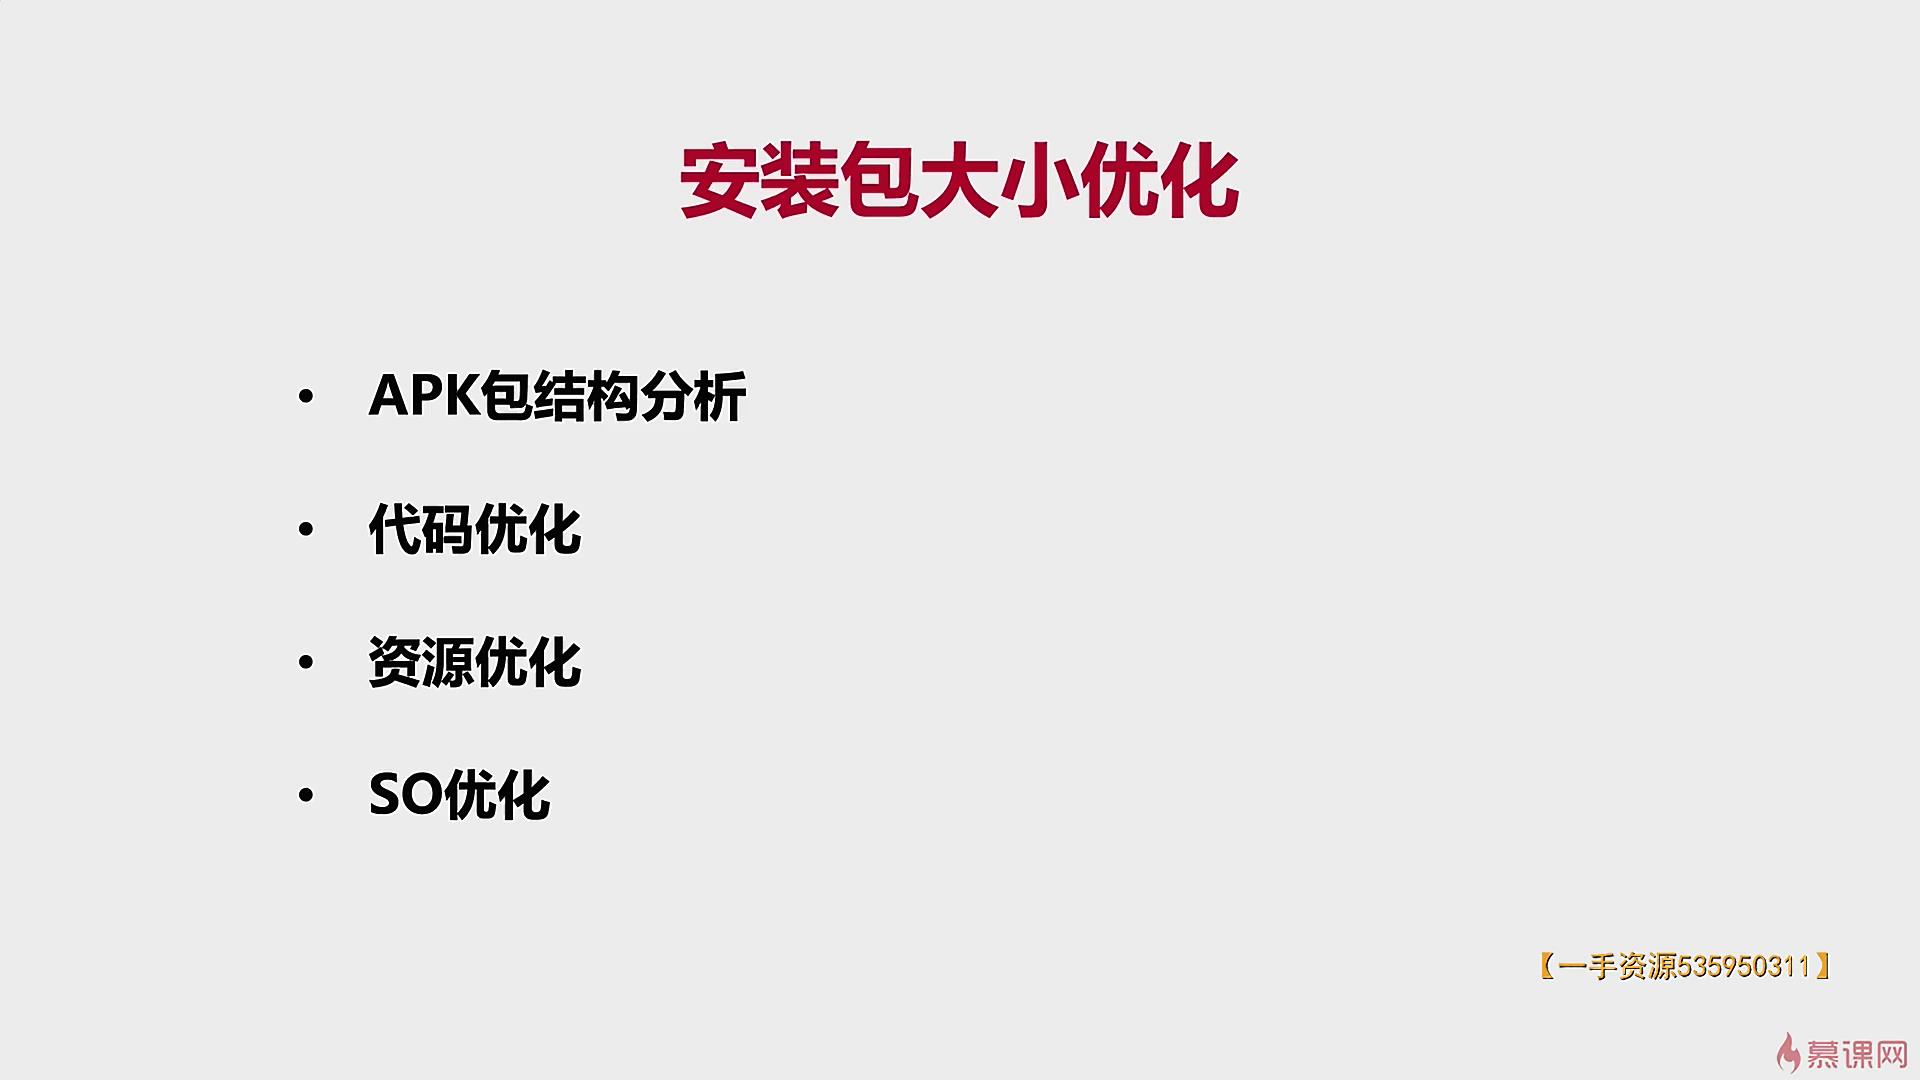 安装包大小优化
• APK包结构分析
• 代码优化
• 资源优化
• SO优化
【一手资源535950311】
慕课网